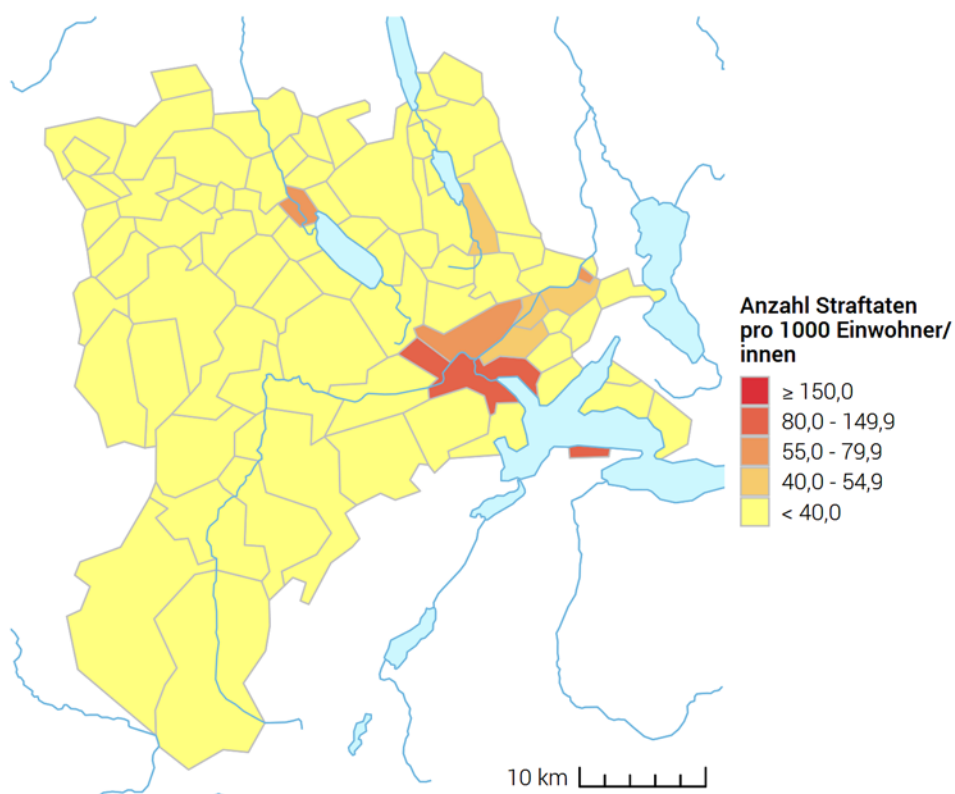 Anzahl Straftaten
pro 1000 Einwohner/
innen
≥ 150,0
80,0 - 149,9
55,0 - 79,9
40,0 - 54,9
< 40,0
10 km